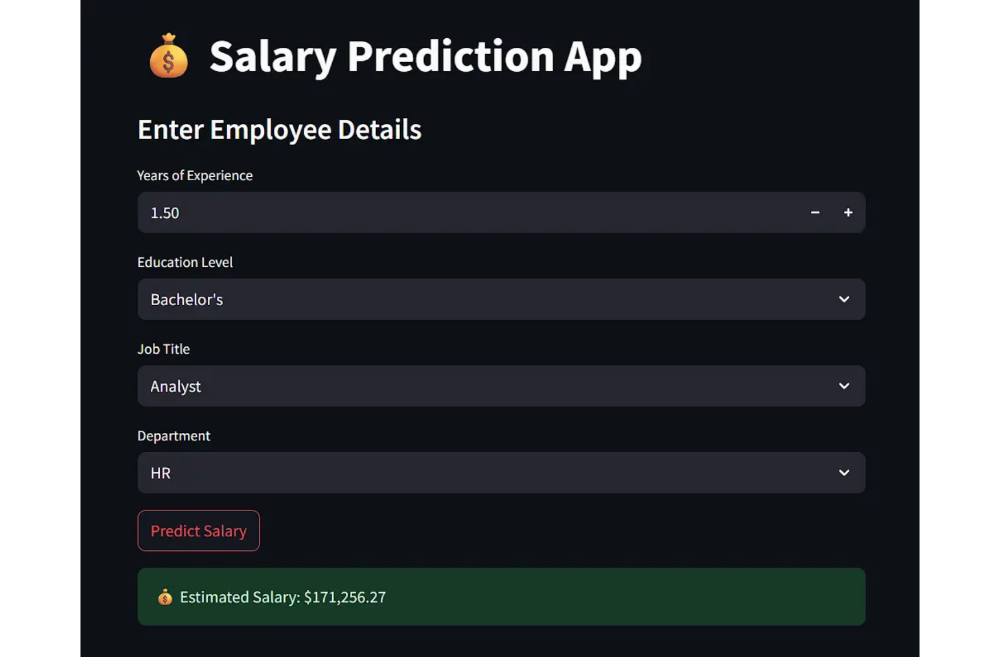 Salary Prediction App
Enter Employee Details
Years of Experience
1.50
Education Level
Bachelor's
Job Title
Analyst
Department
HR
Predict Salary
Estimated Salary: $171,256.27